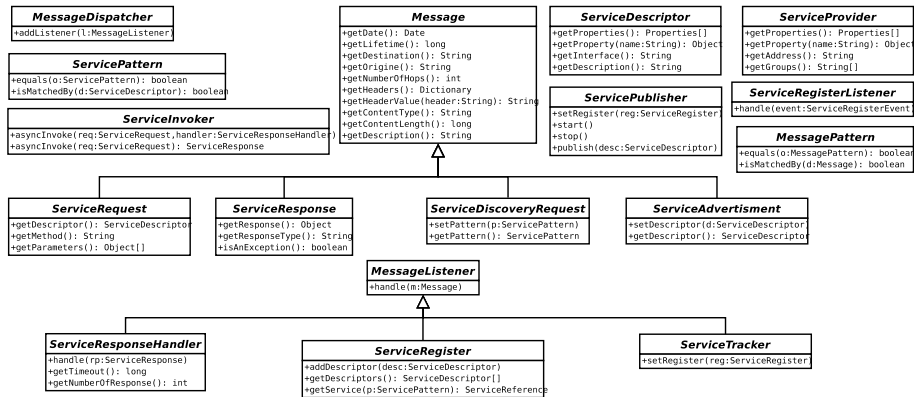 MessageDispatcher
+addListener(l:MessageListener)
ServicePattern
+equals(o:ServicePattern): boolean
+isMatchedBy(d:ServiceDescriptor): boolean
ServiceInvoker
+asyncInvoke(req:ServiceRequest,handler:ServiceResponseHandler)
+asyncInvoke(req:ServiceRequest): ServiceResponse
Message
+getDate(): Date
+getLifetime(): long
+getDestination(): String
+getOrigine(): String
+getNumberOfHops(): int
+getHeaders(): Dictionary
+getHeaderValue(header:String): String
+getContentType(): String
+getContentLength(): long
+getDescription(): String
ServiceDescriptor
+getProperties(): Properties[]
+getProperty(name:String): Object
+getInterface(): String
+getDescription(): String
ServicePublisher
+setRegister(reg:ServiceRegister)
+start()
+stop()
+publish(desc:ServiceDescriptor)
ServiceProvider
+getProperties(): Properties[]
+getProperty(name:String): Object
+getAddress(): String
+getGroups(): String[]
ServiceRegisterListener
+handle(event:ServiceRegisterEvent)
MessagePattern
+equals(o:MessagePattern): boolean
+isMatchedBy(d:Message): boolean
ServiceRequest
+getDescriptor(): ServiceDescriptor
+getMethod(): String
+getParameters(): Object[]
ServiceResponse
+getResponse(): Object
+getResponseType(): String
+isAnException(): boolean
ServiceDiscoveryRequest
+setPattern(p:ServicePattern)
+getPattern(): ServicePattern
ServiceAdvertisment
+setDescriptor(d:ServiceDescriptor)
+getDescriptor(): ServiceDescriptor
MessageListener
+handle(m:Message)
ServiceResponseHandler
+handle(rp:ServiceResponse)
+getTimeout(): long
+getNumberOfResponse(): int
ServiceRegister
+addDescriptor(desc:ServiceDescriptor)
+getDescriptors(): ServiceDescriptor[]
+getService(p:ServicePattern): ServiceReference
ServiceTracker
+setRegister(reg:ServiceRegister)